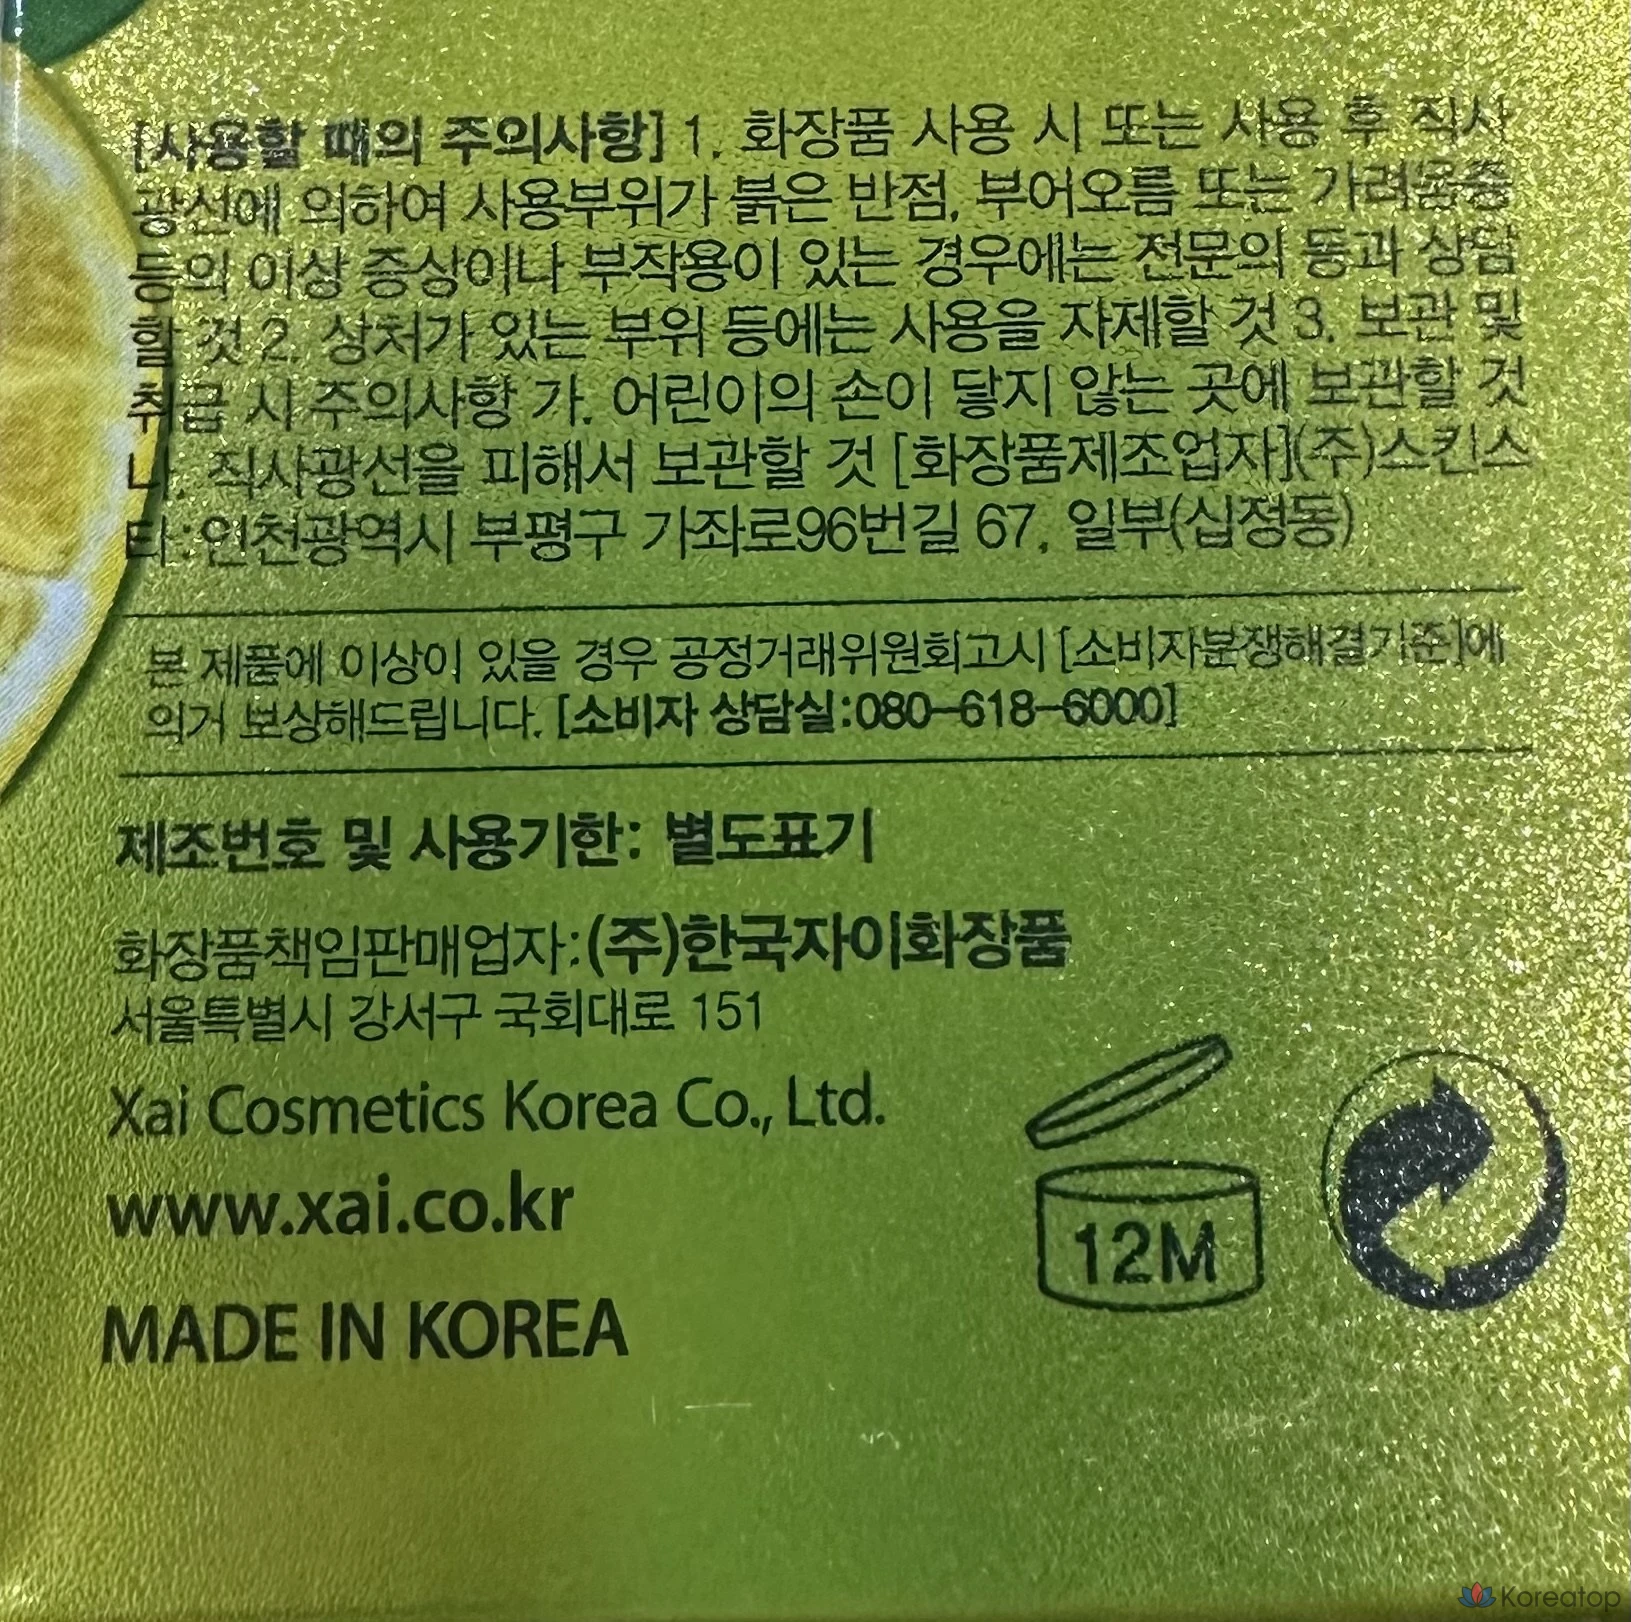 [사용할 때의 주의사항] 1. 화장품 사용 시 또는 사용 후 직사
광선에 의하여 사용부위가 붉은 반점, 부어오름 또는 가려움증
등의 이상 증상이나 부작용이 있는 경우에는 전문의 등과 상담
할 것 2. 상처가 있는 부위 등에는 사용을 자제할 것 3. 보관 및
취급 시 주의사항 가. 어린이의 손이 닿지 않는 곳에 보관할 것
나. 직사광선을 피해서 보관할 것 [화장품제조업자](주)스킨스
타:인천광역시 부평구 가좌로96번길 67, 일부(십정동)
본 제품에 이상이 있을 경우 공정거래위원회고시 [소비자분쟁해결기준]에
의거 보상해드립니다. [소비자 상담실:080-618-6000]
제조번호 및 사용기한: 별도표기
화장품책임판매업자:(주)한국자이화장품
서울특별시 강서구 국회대로 151
Xai Cosmetics Korea Co., Ltd.
www.xai.co.kr
12M
MADE IN KOREA
Koreatop